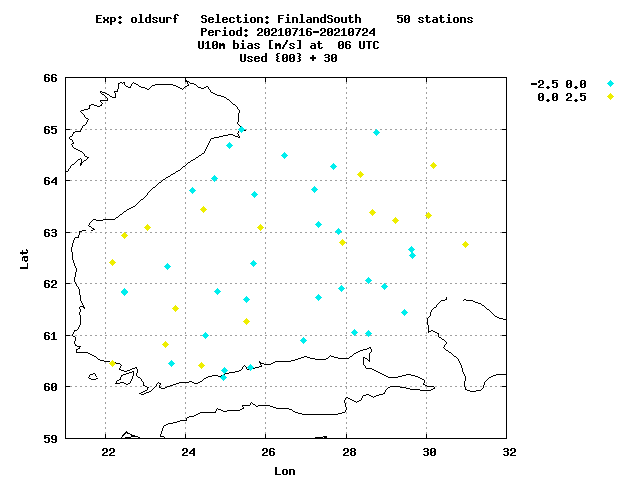 Exp: oldsurf Selection: FinlandSouth 50 stations
Period: 20210716-20210724
U10m bias [m/s] at 06 UTC
Used {00} + 30
-2.5 0.0
0.0 2.5
66
65
64
63
62
61
60
59
Lat
22 24 26 28 30 32
Lon